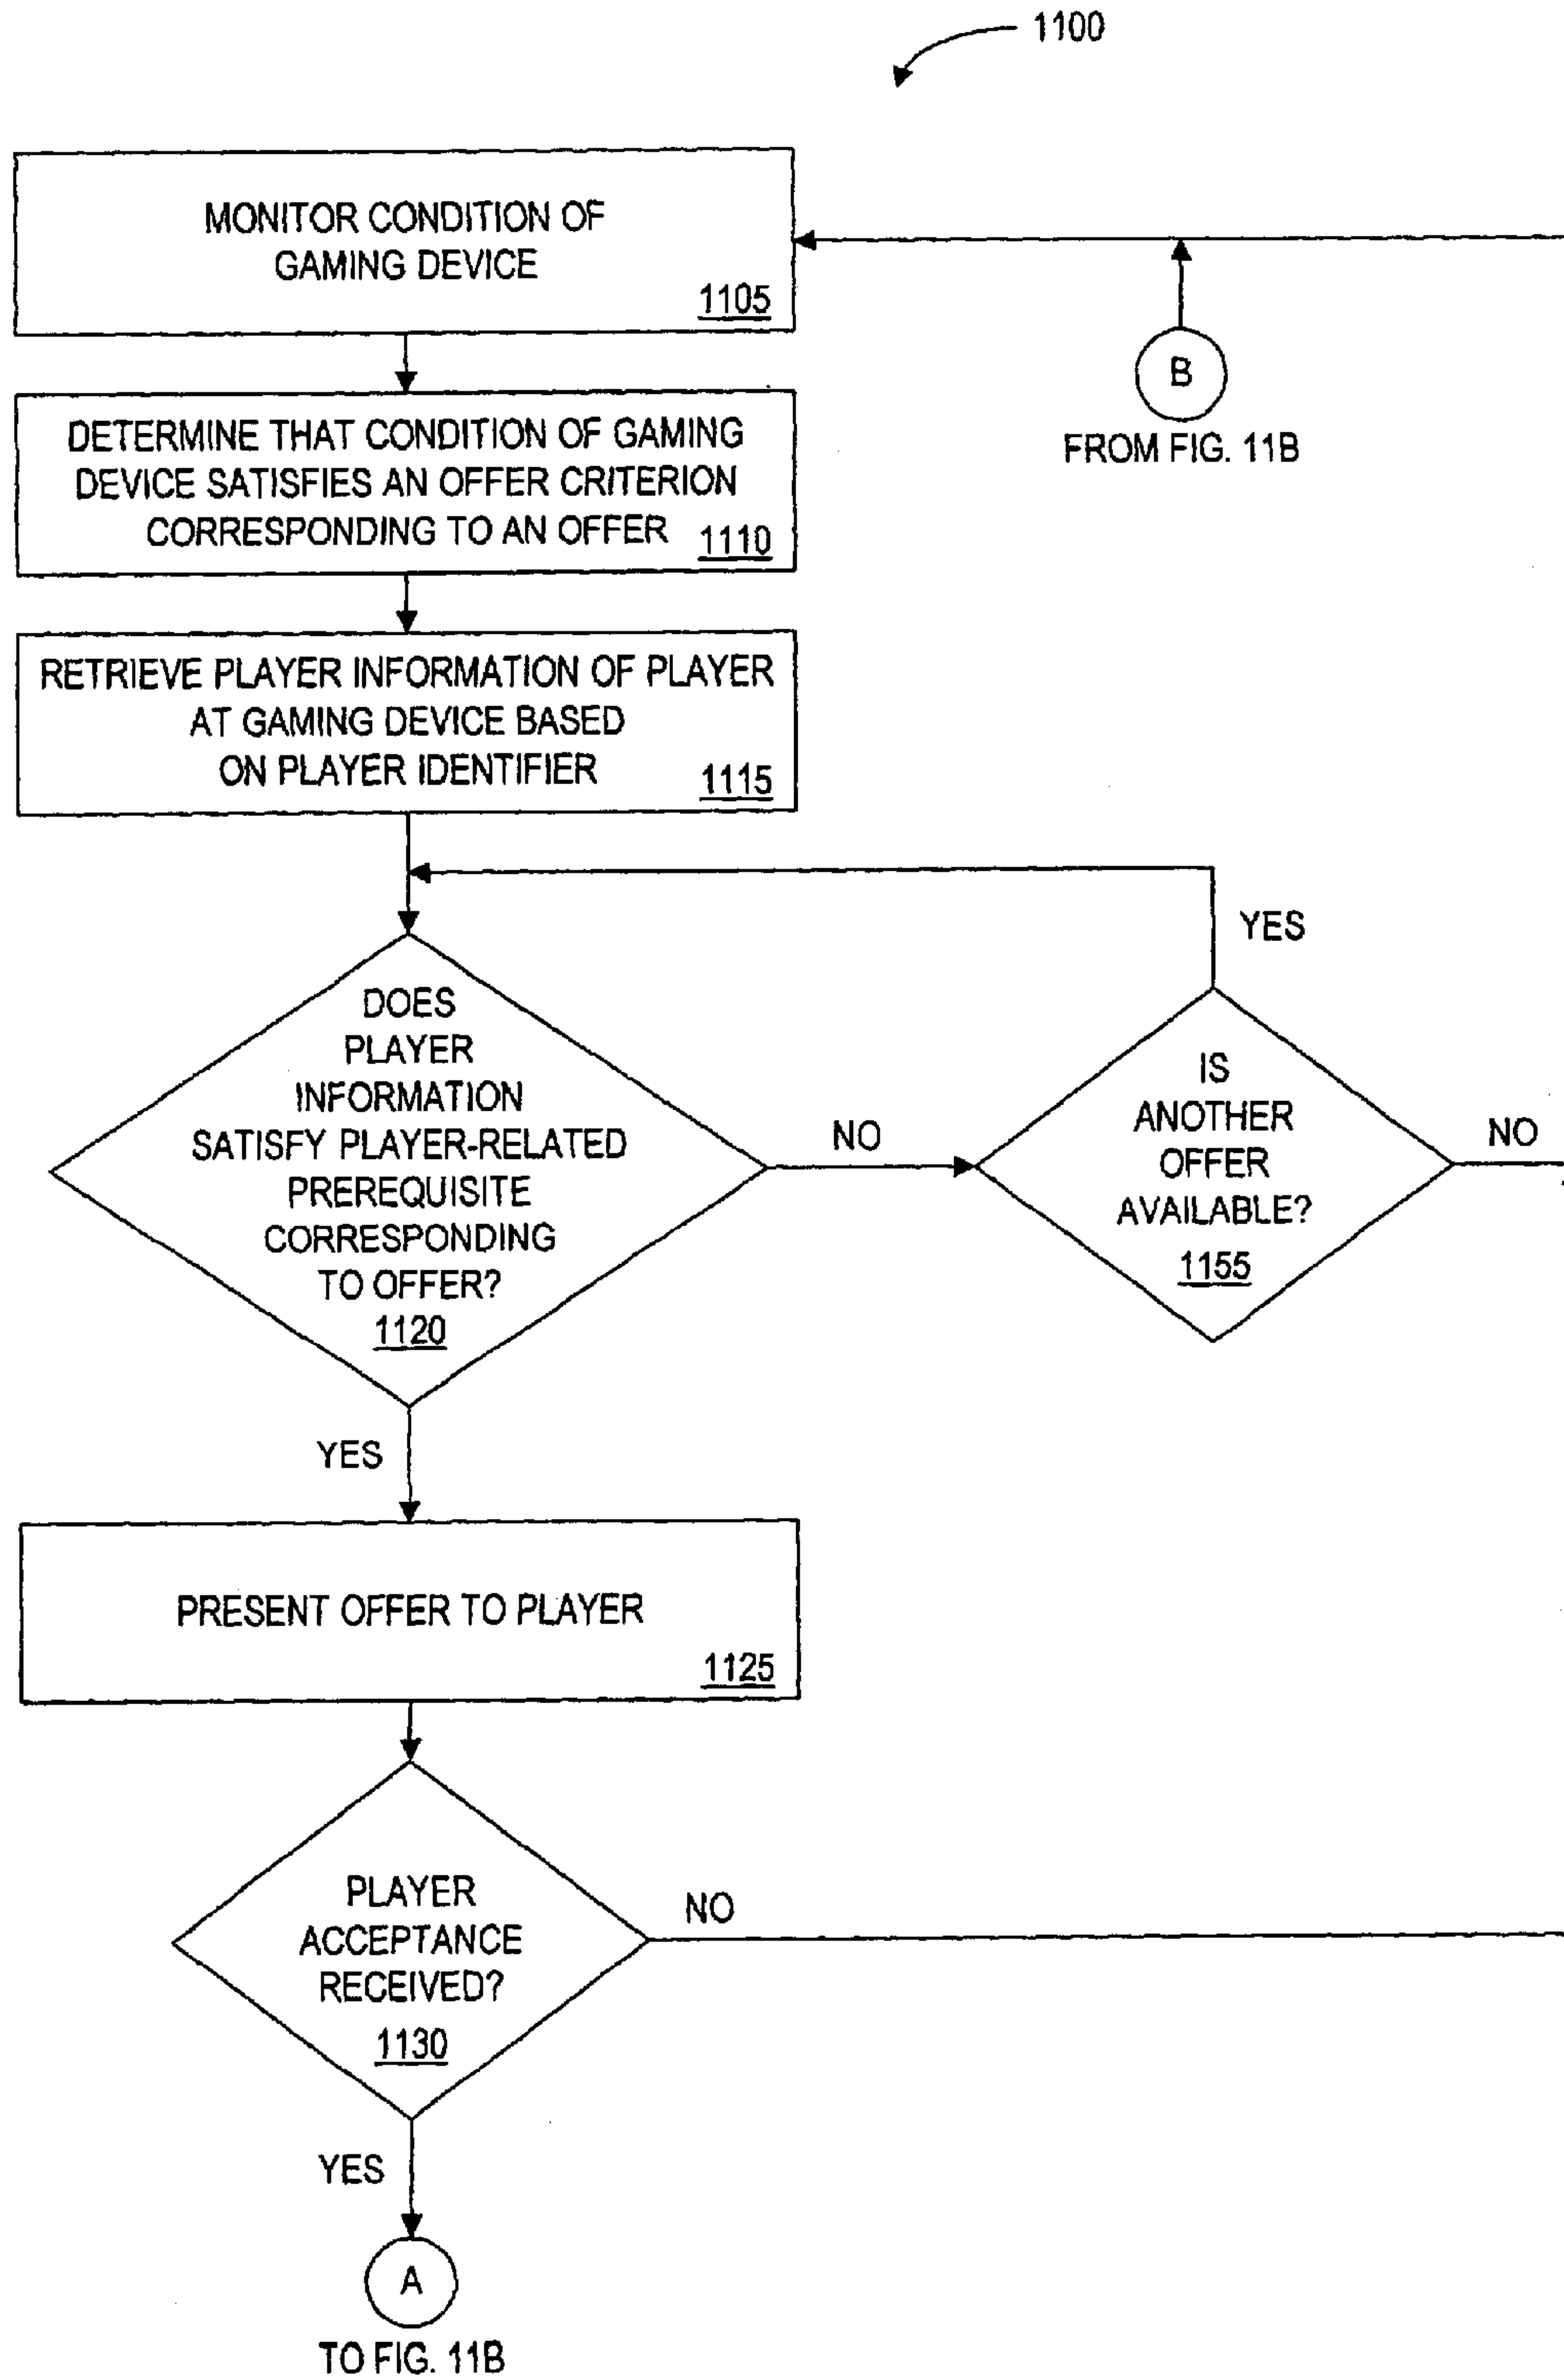 1100
MONITOR CONDITION OF
GAMING DEVICE
1105
B
FROM FIG. 11B
DETERMINE THAT CONDITION OF GAMING
DEVICE SATISFIES AN OFFER CRITERION
CORRESPONDING TO AN OFFER
1110
RETRIEVE PLAYER INFORMATION OF PLAYER
AT GAMING DEVICE BASED
ON PLAYER IDENTIFIER
1115
DOES
PLAYER
INFORMATION
SATISFY PLAYER-RELATED
PREREQUISITE
CORRESPONDING
TO OFFER?
1120
NO
YES
IS
ANOTHER
OFFER
AVAILABLE?
1155
NO
YES
PRESENT OFFER TO PLAYER
1125
PLAYER
ACCEPTANCE
RECEIVED?
1130
NO
YES
A
TO FIG. 11B